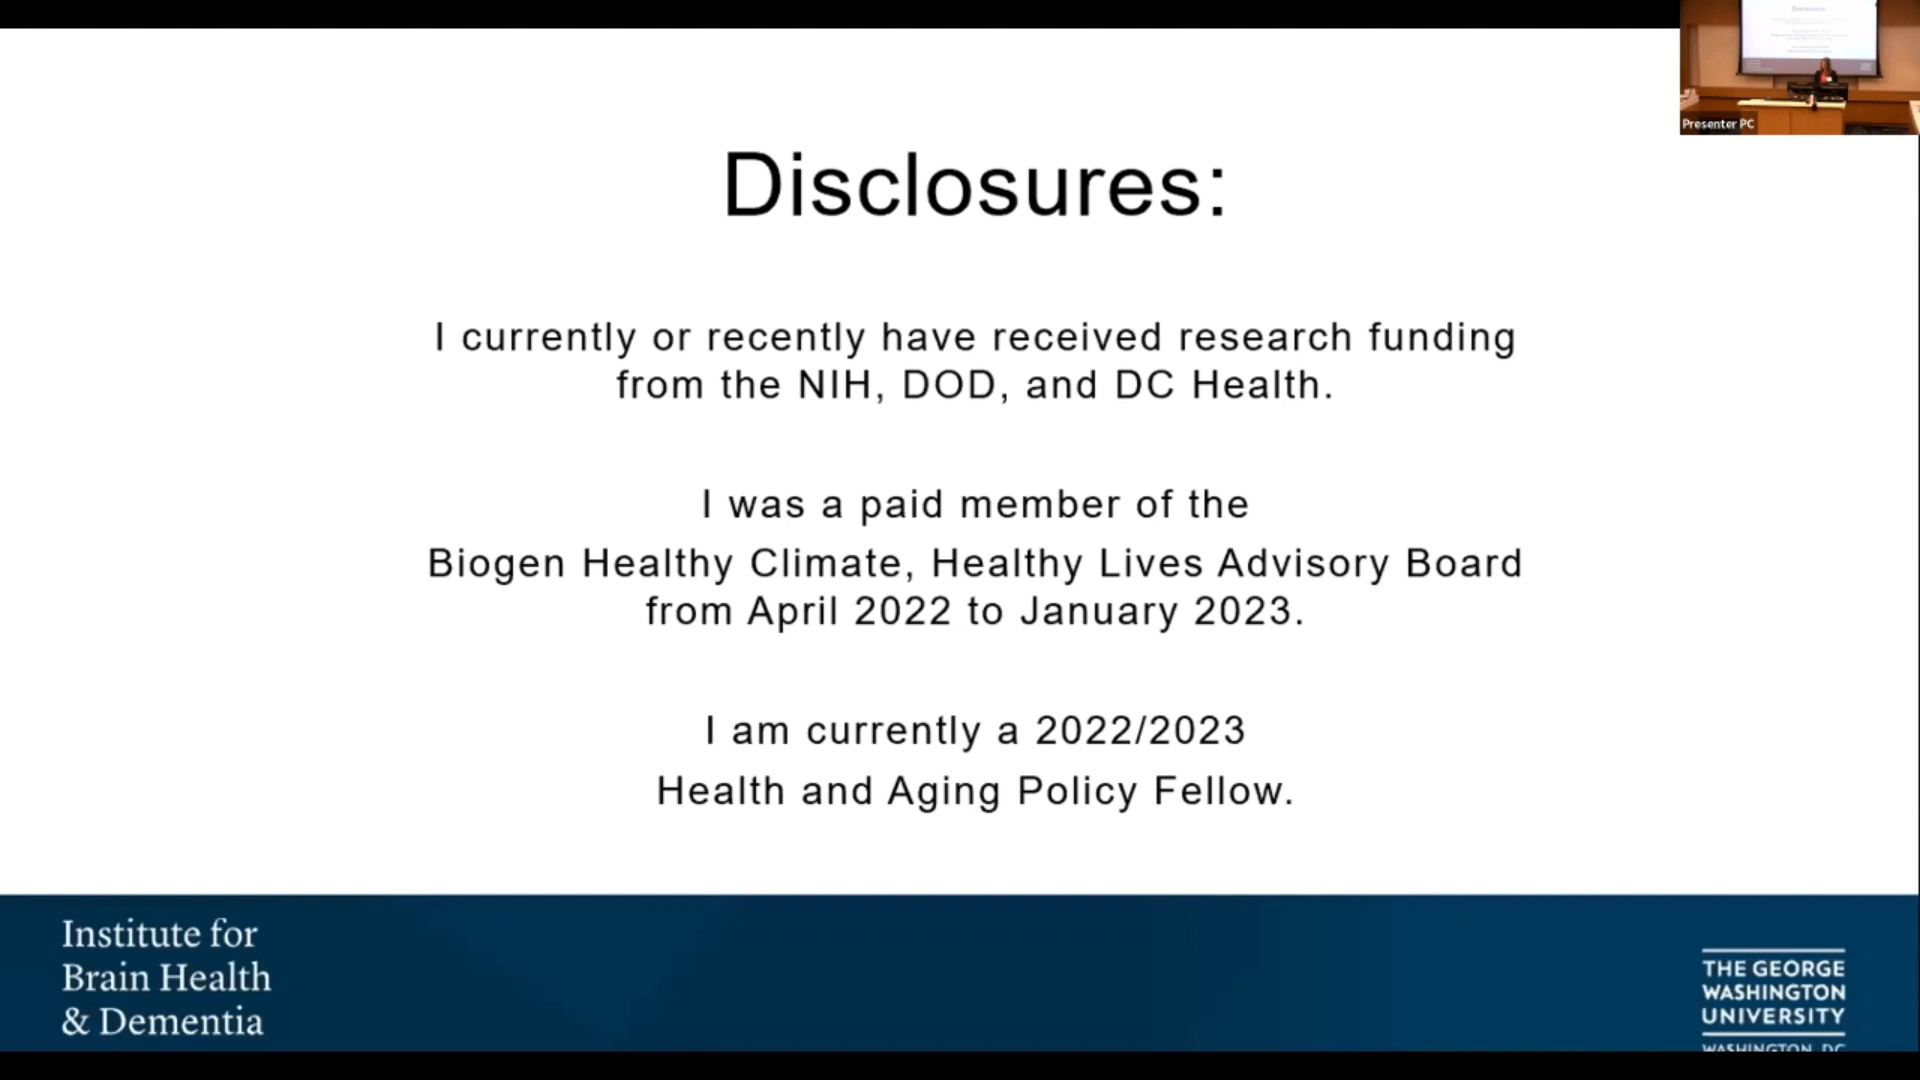 Presenter PC
Disclosures:
I currently or recently have received research funding
from the NIH, DOD, and DC Health.
I was a paid member of the
Biogen Healthy Climate, Healthy Lives Advisory Board
from April 2022 to January 2023.
I am currently a 2022/2023
Health and Aging Policy Fellow.
Institute for
Brain Health
& Dementia
THE GEORGE
WASHINGTON
UNIVERSITY
WASHINGTON, DC